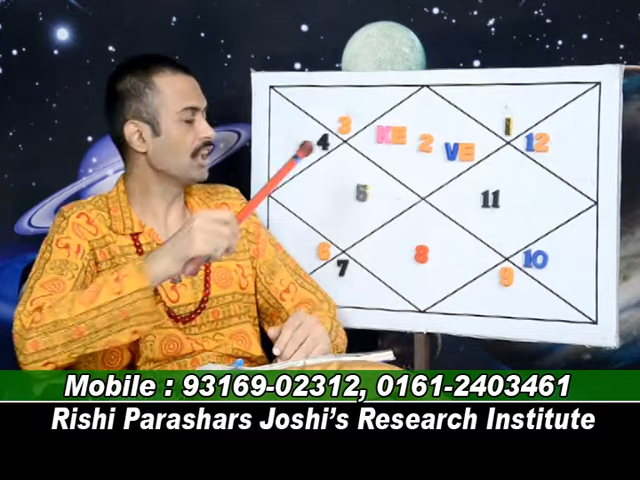 3 KE 2 VE 1 12
4
5 11
6 8 10
7 9
Mobile : 93169-02312, 0161-2403461
Rishi Parashars Joshi's Research Institute